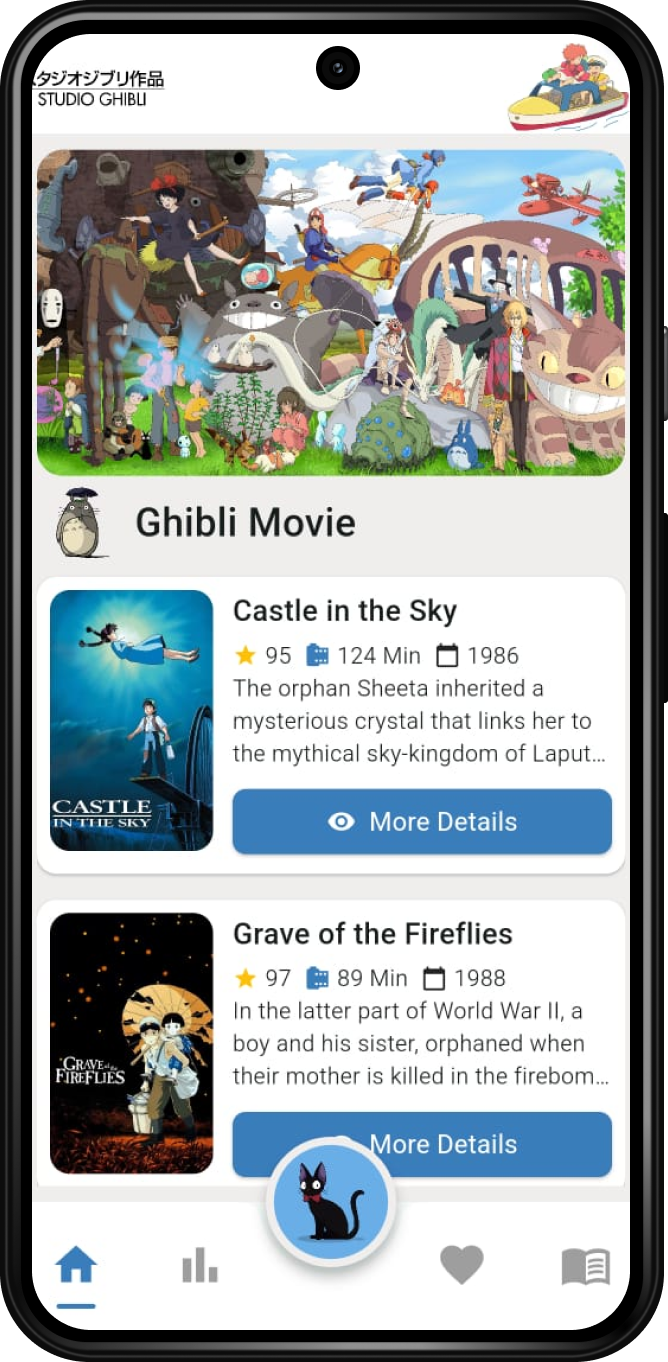 スタジオジブリ作品
STUDIO GHIBLI
Ghibli Movie
Castle in the Sky
95 124 Min 1986
The orphan Sheeta inherited a
mysterious crystal that links her to
the mythical sky-kingdom of Laput…
CASTLE
IN THE SKY
More Details
Grave of the Fireflies
97 89 Min 1988
In the latter part of World War II, a
boy and his sister, orphaned when
their mother is killed in the firebom…
GRAVE of the
FIREFLIES
More Details